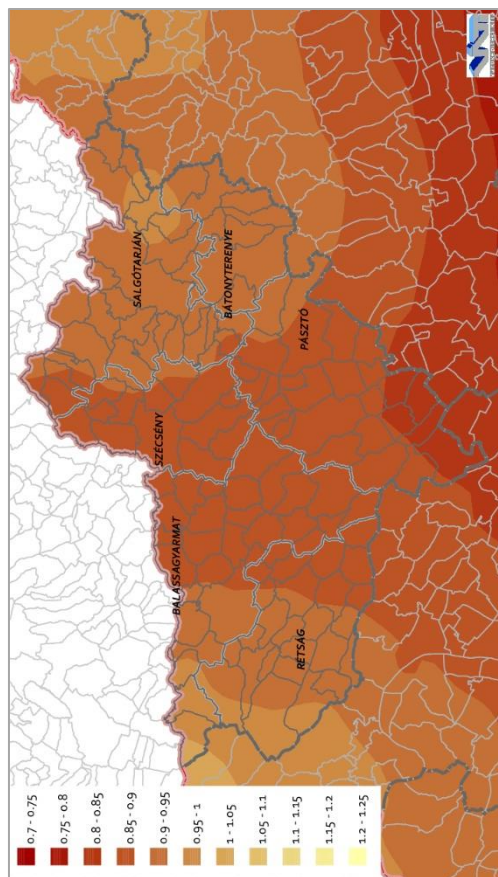 0.7 - 0.75
0.75 - 0.8
0.8 - 0.85
0.85 - 0.9
0.9 - 0.95
0.95 - 1
1 - 1.05
1.05 - 1.1
1.1 - 1.15
1.15 - 1.2
1.2 - 1.25
RÉTSÁG
BALASSAGYARMAT
SZÉCSÉNY
PÁSZTÓ
SALGÓTARJÁN
BÁTONYTERENYE